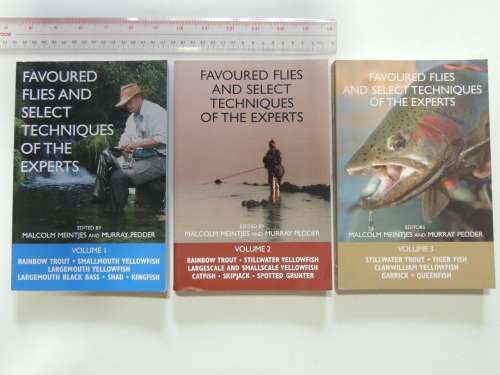 FAVOURED
FLIES AND
SELECT
TECHNIQUES
OF THE
EXPERTS
EDITED BY
MALCOLM MEINTJES AND MURRAY PEDDER
VOLUME 1
RAINBOW TROUT • SMALLMOUTH YELLOWFISH
LARGEMOUTH YELLOWFISH
LARGEMOUTH BLACK BASS • SHAD • KINGFISH
FAVOURED FLIES
AND SELECT
TECHNIQUES
OF THE EXPERTS
EDITED BY
MALCOLM MEINTJES AND MURRAY PEDDER
VOLUME 2
RAINBOW TROUT • STILLWATER YELLOWFISH
LARGESCALE AND SMALLSCALE YELLOWFISH
CATFISH • SKIPJACK • SPOTTED GRUNTER
FAVOURED FLIES
AND SELECT TECHNIQUES
OF THE EXPERTS
EDITORS
MALCOLM MEINTJES AND MURRAY PEDDER
VOLUME 3
STILLWATER TROUT • TIGER FISH
CLANWILLIAM YELLOWFISH
GARRICK • QUEENFISH